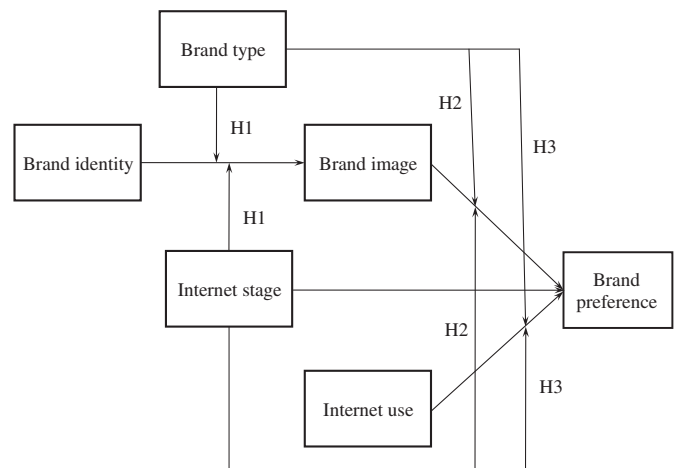 Brand type
H2
H1
H3
Brand identity
Brand image
H1
Internet stage
Brand
preference
H2
H3
Internet use